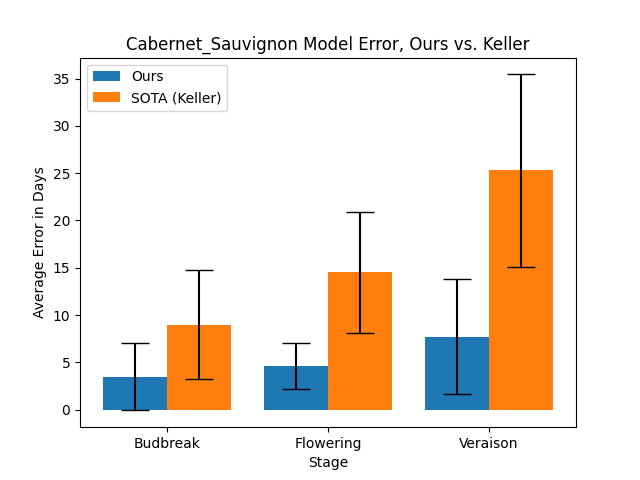 Cabernet_Sauvignon Model Error, Ours vs. Keller
Ours
SOTA (Keller)
Average Error in Days
35
30
25
20
15
10
5
0
Budbreak
Flowering
Veraison
Stage